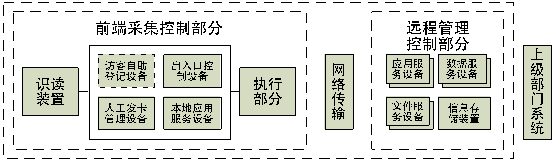 前端采集控制部分
识读
装置
访客自助
登记设备
出入口控
制设备
人工发卡
管理设备
本地应用
服务设备
执行
部分
网络传输
远程管理
控制部分
应用服
务设备
数据服
务设备
文件服
务设备
信息存
储装置
上级部门系统